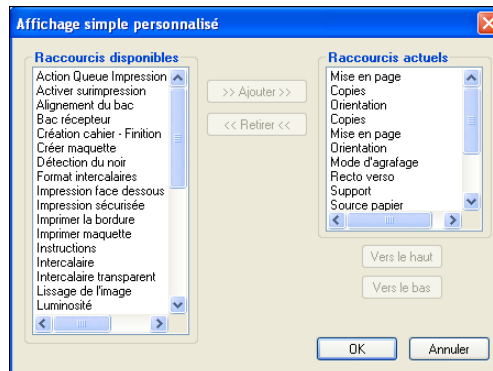 Affichage simple personnalisé
Raccourcis disponibles
Action Queue Impression
Activer surimpression
Alignement du bac
Bac récepteur
Création cahier - Finition
Créer maquette
Détection du noir
Format intercalaires
Impression face dessous
Impression sécurisée
Imprimer la bordure
Imprimer maquette
Instructions
Intercalaire
Intercalaire transparent
Lissage de l'image
Luminosité
>> Ajouter >>
<< Retirer <<
Raccourcis actuels
Mise en page
Copies
Orientation
Copies
Mise en page
Orientation
Mode d'agrafage
Recto verso
Support
Source papier
Vers le haut
Vers le bas
OK
Annuler